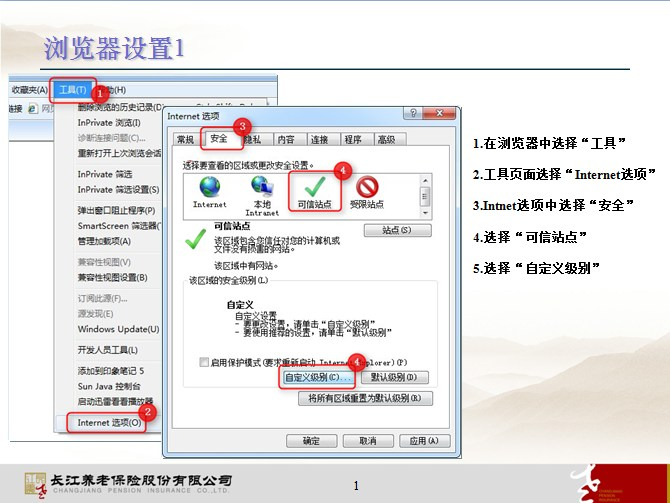 浏览器设置1
收藏夹(A)
工具(T)
1
(H)
连接
删除浏览的历史记录(D)
InPrivate 浏览(I)
诊断连接问题(C)...
重新打开上次浏览会话
InPrivate 筛选
InPrivate 筛选设置(S)
弹出窗口阻止程序(P)
SmartScreen 筛选器(
管理加载项(A)
兼容性视图(V)
兼容性视图设置(B)
订阅此源(F)...
源发现(E)
Windows Update(U)
开发人员工具(L)
添加到印象笔记 5
Sun Java 控制台
启动迅雷看看播放器
2
Internet 选项(O)
Internet 选项
?
常规
安全
3
隐私
内容
连接
程序
高级
选择要查看的区域或更改安全设置。
4
Internet
本地
Intranet
可信站点
受限站点
可信站点
该区域包含您信任对您的计算机或
文件没有损害的网站。
该区域中有网站。
站点(S)
该区域的安全级别(L)
自定义
自定义设置
- 要更改设置，请单击“自定义级别”
- 要使用推荐的设置，请单击“默认级别”
启用保护模式(要求重新启动 Internet Explorer)(P)
4
自定义级别(C)...
默认级别(D)
将所有区域重置为默认级别(R)
确定
取消
应用(A)
1.在浏览器中选择“工具”
2.工具页面选择“Internet选项”
3.Intnet选项中选择“安全”
4.选择“可信站点”
5.选择“自定义级别”
长江养老保险股份有限公司
CHANGJIANG PENSION INSURANCE CO.,LTD.
1